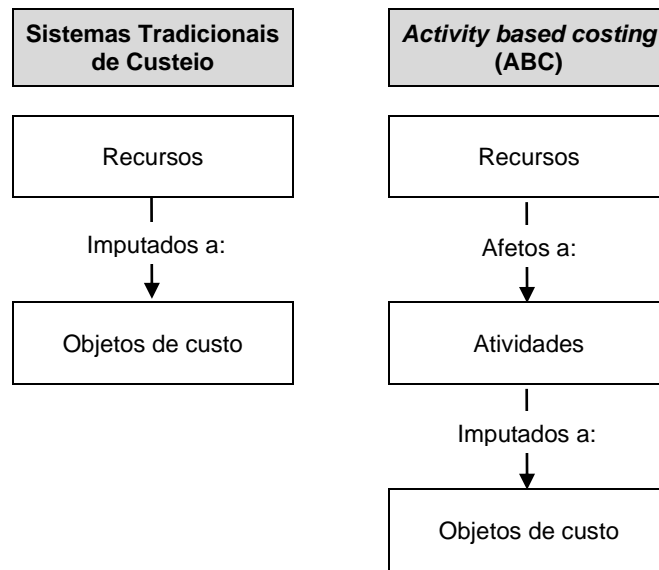 Sistemas Tradicionais
de Custeio
Recursos
Imputados a:
Objetos de custo
Activity based costing
(ABC)
Recursos
Afetos a:
Atividades
Imputados a:
Objetos de custo